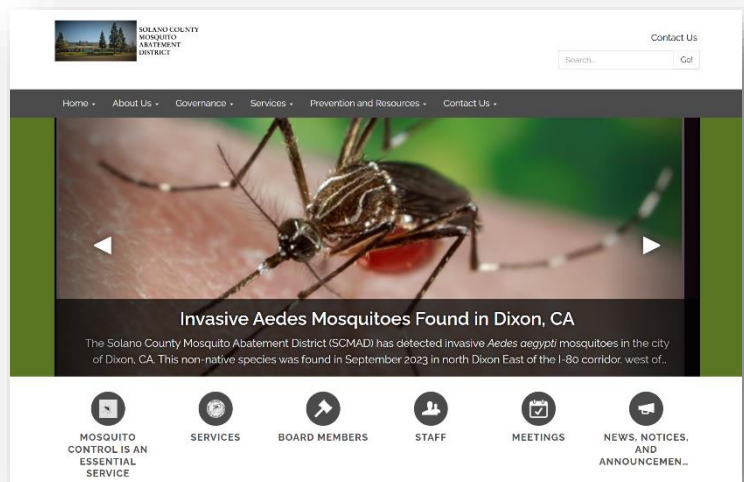 SOLANO COUNTY
MOSQUITO
ABATEMENT
DISTRICT
Contact Us
Search...
Go!
Home
About Us
Governance
Services
Prevention and Resources
Contact Us
Invasive Aedes Mosquitoes Found in Dixon, CA
The Solano County Mosquito Abatement District (SCMAD) has detected invasive Aedes aegypti mosquitoes in the city
of Dixon, CA. This non-native species was found in September 2023 in north Dixon East of the I-80 corridor, west of..
MOSQUITO
CONTROL IS AN
ESSENTIAL
SERVICE
SERVICES
BOARD MEMBERS
STAFF
MEETINGS
NEWS, NOTICES,
AND
ANNOUNCEMEN...